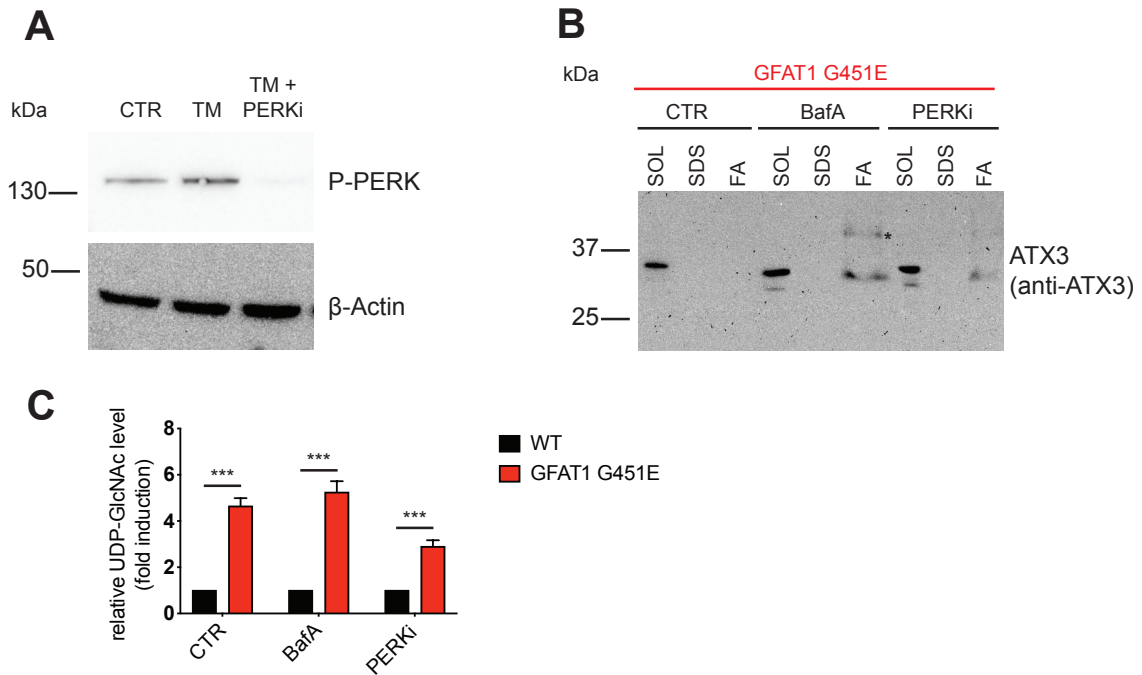 A
kDa
CTR
TM
TM +
PERKi
130
P-PERK
50
β-Actin
B
kDa
GFAT1 G451E
CTR
BafA
PERKi
SOL
SDS
FA
SOL
SDS
FA
SOL
SDS
FA
37
*
25
ATX3
(anti-ATX3)
C
relative UDP-GlcNAc level
(fold induction)
8
6
4
2
0
***
***
***
CTR
BafA
PERKi
WT
GFAT1 G451E